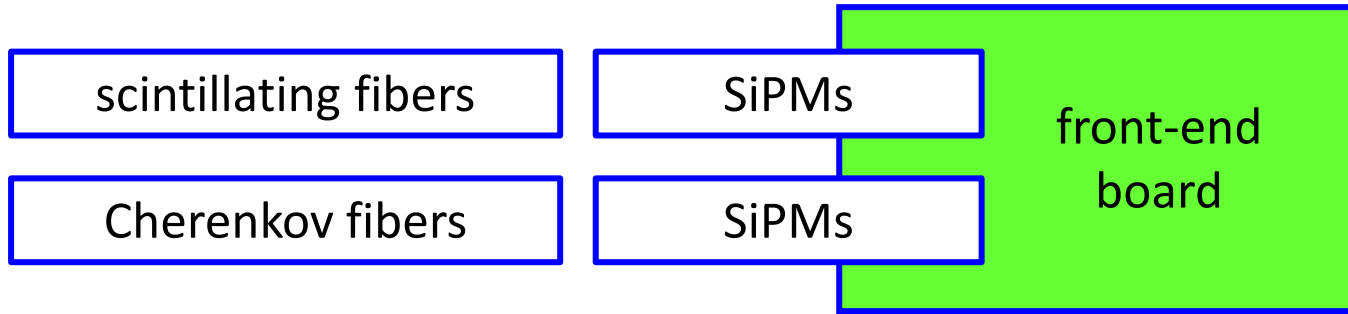 scintillating fibers
SiPMs
front-end
board
Cherenkov fibers
SiPMs